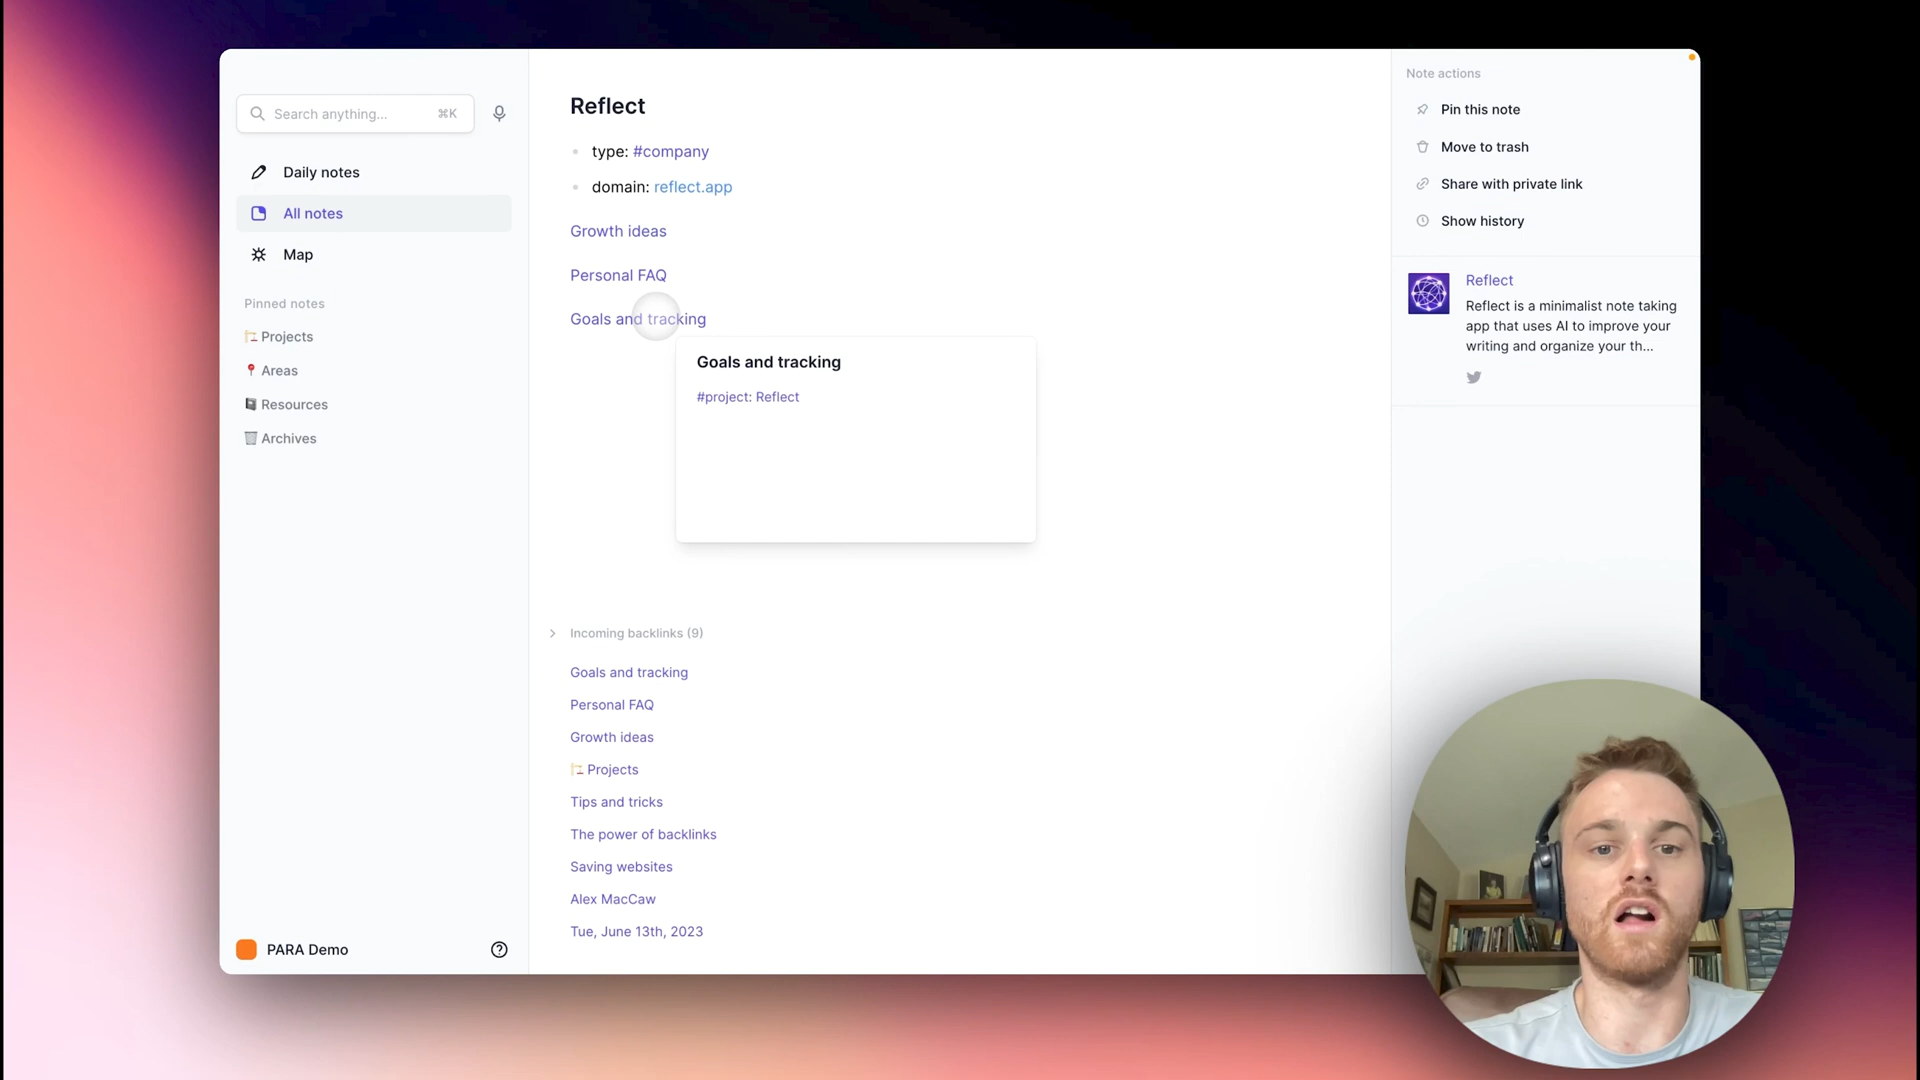 Search anything...
⌘K
Daily notes
All notes
Map
Pinned notes
Projects
Areas
Resources
Archives
PARA Demo
Reflect
type: #company
domain: reflect.app
Growth ideas
Personal FAQ
Goals and tracking
Goals and tracking
#project: Reflect
Incoming backlinks (9)
Goals and tracking
Personal FAQ
Growth ideas
Projects
Tips and tricks
The power of backlinks
Saving websites
Alex MacCaw
Tue, June 13th, 2023
Note actions
Pin this note
Move to trash
Share with private link
Show history
Reflect
Reflect is a minimalist note taking
app that uses AI to improve your
writing and organize your th...